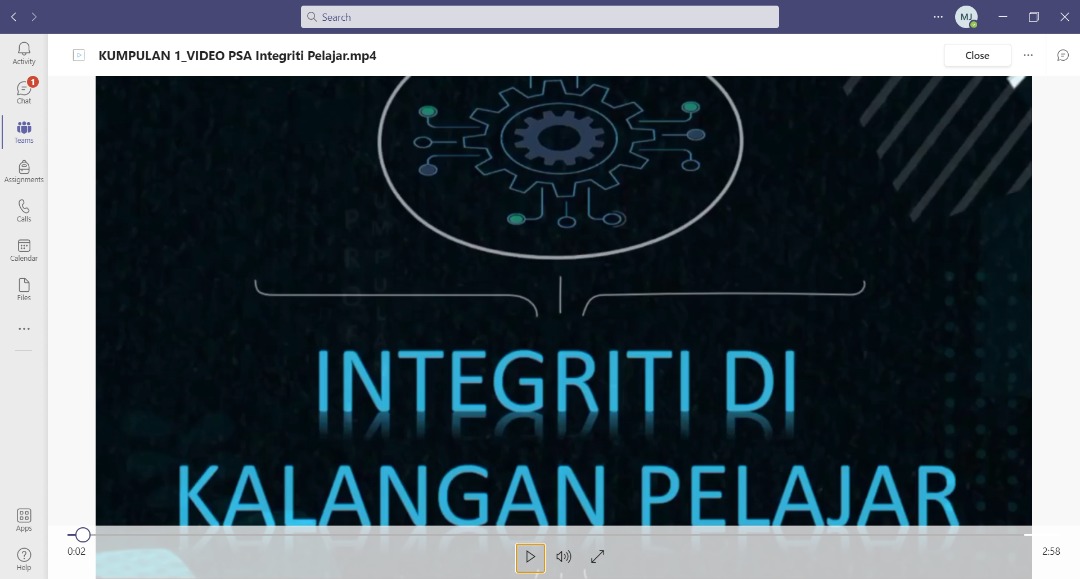 Search
MJ
KUMPULAN 1_VIDEO PSA Integriti Pelajar.mp4
Close
Activity
1
Chat
Teams
Assignments
Calls
Calendar
Files
Apps
Help
INTEGRITI DI
KALANGAN PELAJAR
0:02
2:58